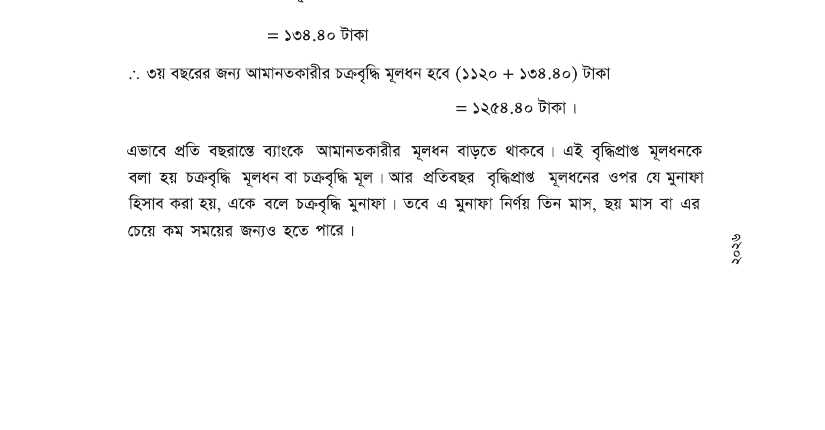 = ১৩৪.৪০ টাকা
∴ ৩য় বছরের জন্য আমানতকারীর চক্রবৃদ্ধি মূলধন হবে (১১২০ + ১৩৪.৪০) টাকা
= ১২৫৪.৪০ টাকা।
এভাবে প্রতি বছরান্তে ব্যাংকে আমানতকারীর মূলধন বাড়তে থাকবে। এই বৃদ্ধিপ্রাপ্ত মূলধনকে
বলা হয় চক্রবৃদ্ধি মূলধন বা চক্রবৃদ্ধি মূল। আর প্রতিবছর বৃদ্ধিপ্রাপ্ত মূলধনের ওপর যে মুনাফা
হিসাব করা হয়, একে বলে চক্রবৃদ্ধি মুনাফা। তবে এ মুনাফা নির্ণয় তিন মাস, ছয় মাস বা এর
চেয়ে কম সময়ের জন্যও হতে পারে।
২০২৬